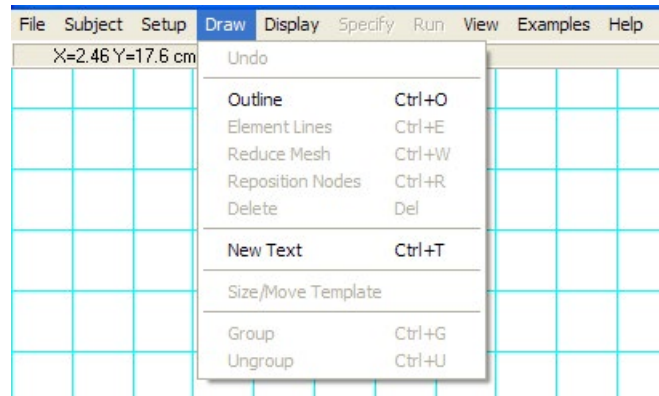 File Subject Setup Draw Display Specify Run View Examples Help
X=2.46 Y=17.6 cm
Undo
Outline Ctrl+O
Element Lines Ctrl+E
Reduce Mesh Ctrl+W
Reposition Nodes Ctrl+R
Delete Del
New Text Ctrl+T
Size/Move Template
Group Ctrl+G
Ungroup Ctrl+U